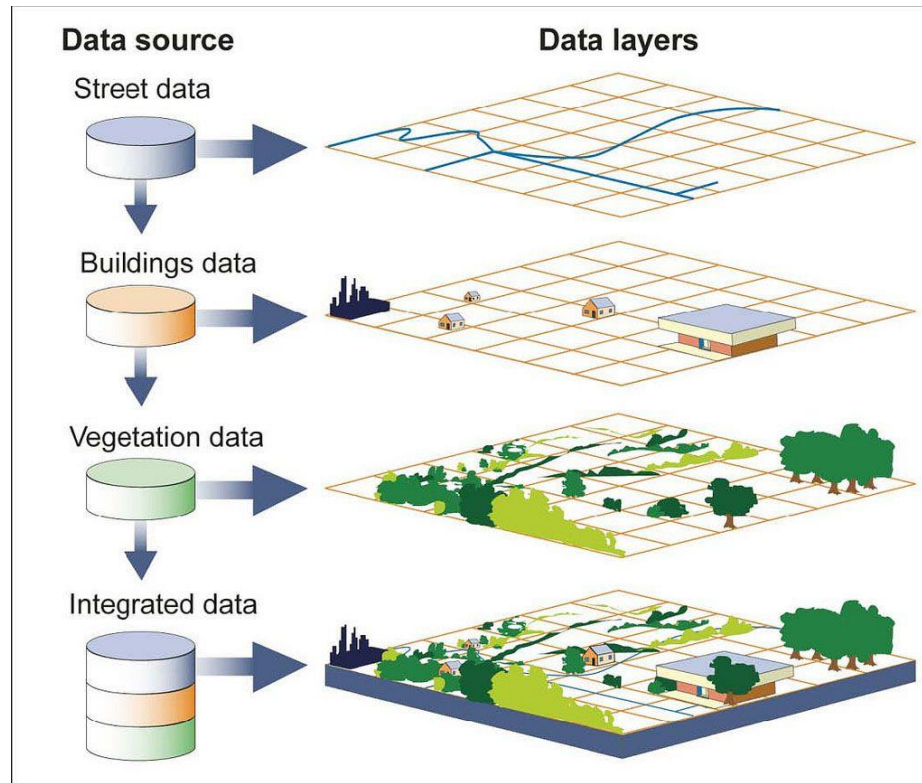 Data source
Data layers
Street data
Buildings data
Vegetation data
Integrated data